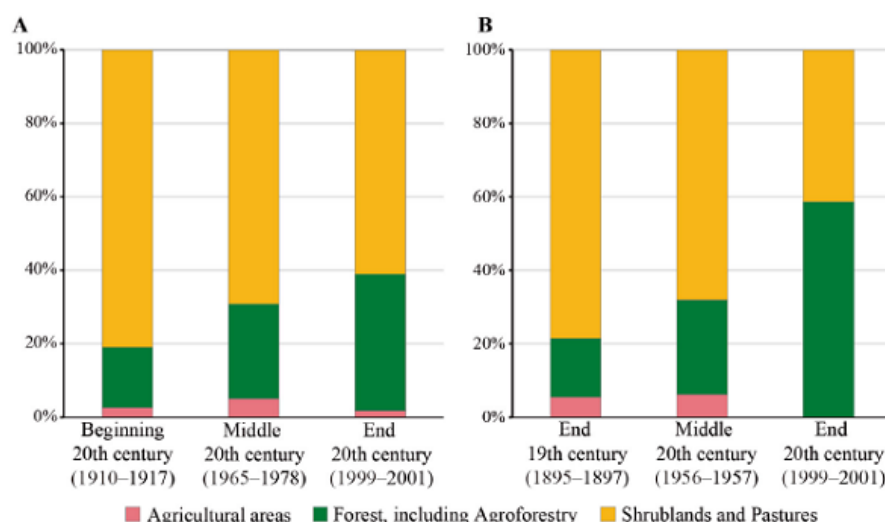 A
100%
80%
60%
40%
20%
0%
Beginning
20th century
(1910–1917)
Middle
20th century
(1965–1978)
End
20th century
(1999–2001)
B
100%
80%
60%
40%
20%
0%
End
19th century
(1895–1897)
Middle
20th century
(1956–1957)
End
20th century
(1999–2001)
Agricultural areas
Forest, including Agroforestry
Shrublands and Pastures